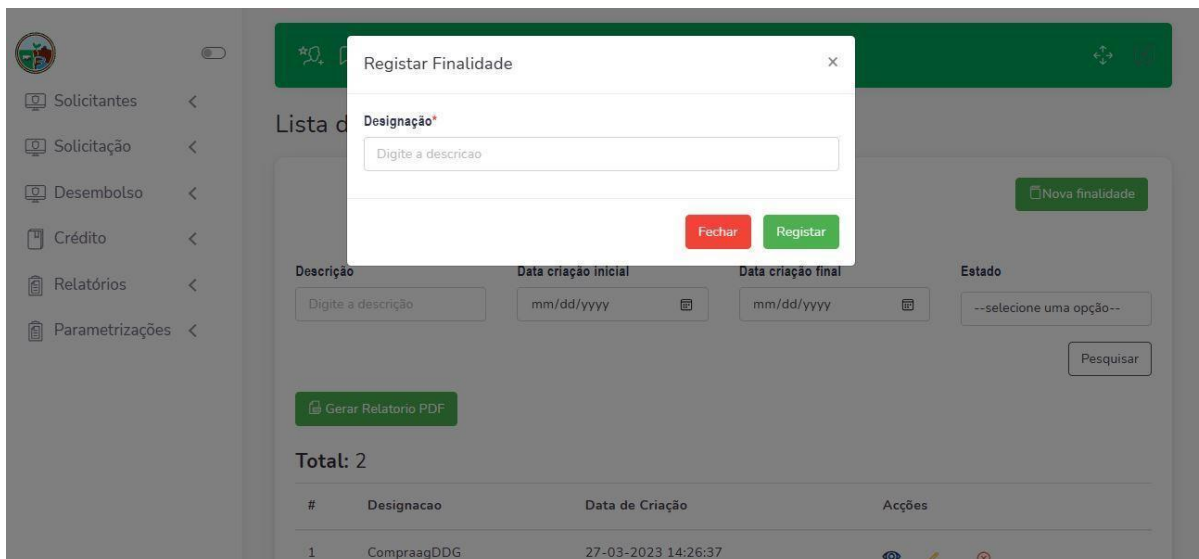 Registar Finalidade
×
Solicitantes
Solicitação
Desembolso
Crédito
Relatórios
Parametrizações
Lista d
Designação*
Digite a descricao
Fechar
Registar
Nova finalidade
Descrição
Data criação inicial
Data criação final
Estado
Digite a descrição
mm/dd/yyyy
mm/dd/yyyy
--selecione uma opção--
Pesquisar
Gerar Relatorio PDF
Total: 2
# Designacao Data de Criação Acções
1 CompraagDDG 27-03-2023 14:26:37